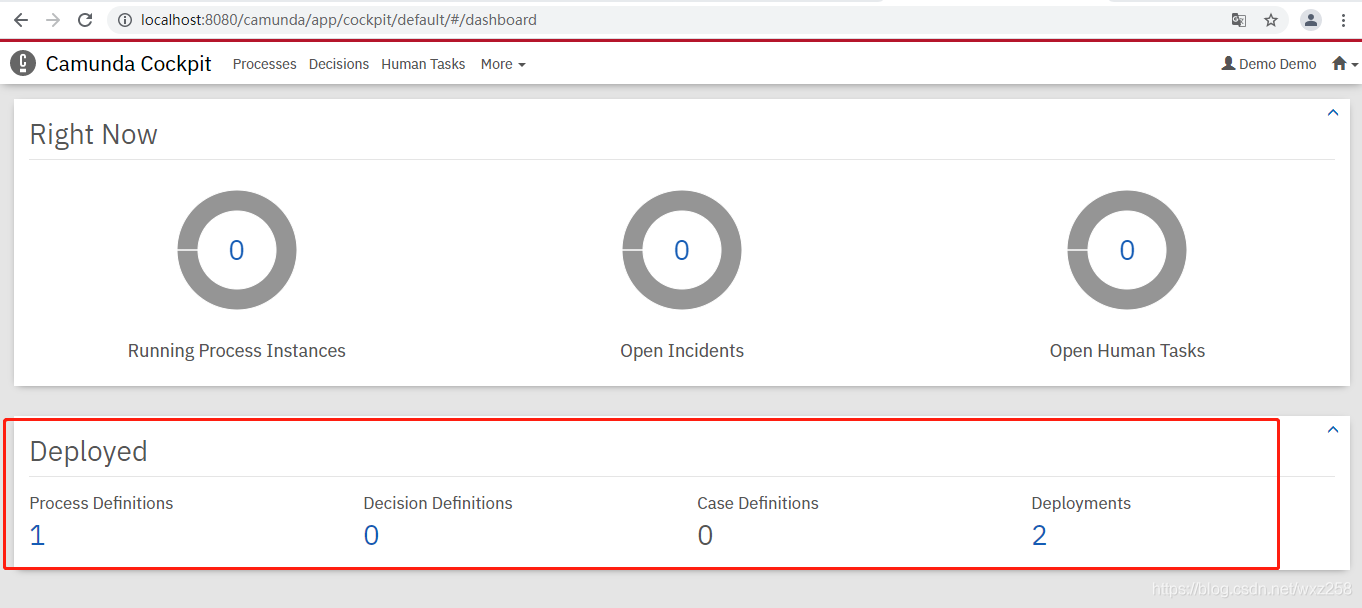 localhost:8080/camunda/app/cockpit/default/#/dashboard
Camunda Cockpit Processes Decisions Human Tasks More Demo Demo
Right Now
0 0 0
Running Process Instances Open Incidents Open Human Tasks
Deployed
Process Definitions Decision Definitions Case Definitions Deployments
1 0 0 2
https://blog.csdn.net/wxz258